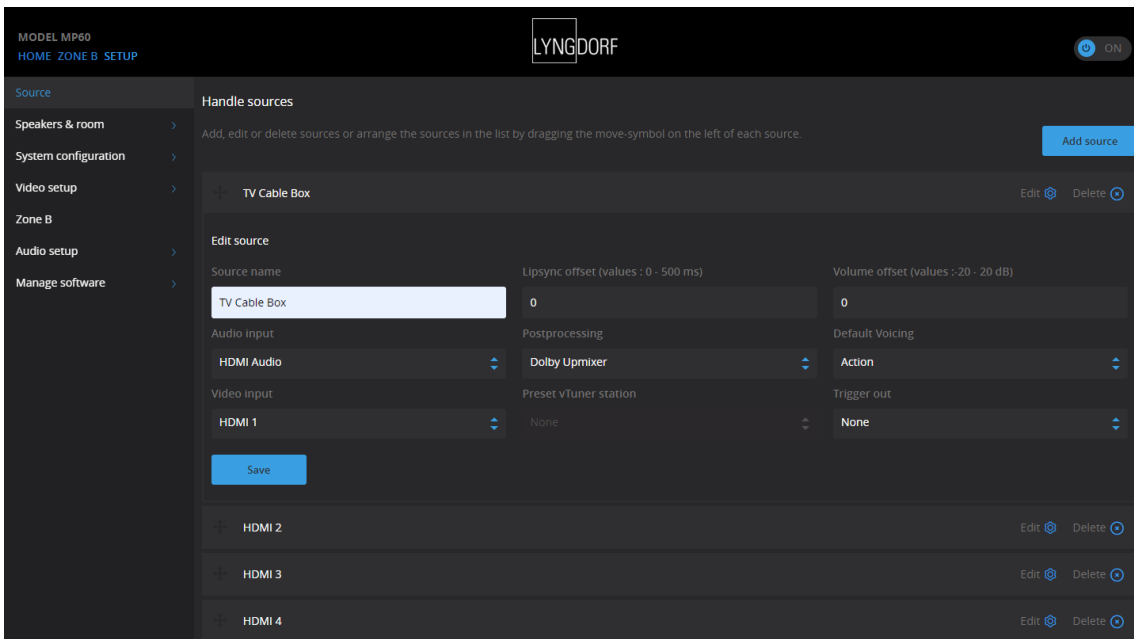 MODEL MP60
HOME ZONE B SETUP
LYNGDORF
ON
Source
Speakers & room
System configuration
Video setup
Zone B
Audio setup
Manage software
Handle sources
Add, edit or delete sources or arrange the sources in the list by dragging the move-symbol on the left of each source.
Add source
TV Cable Box
Edit
Delete
Edit source
Source name
Lipsync offset (values : 0 - 500 ms)
Volume offset (values :-20 - 20 dB)
TV Cable Box
0
0
Audio input
Postprocessing
Default Voicing
HDMI Audio
Dolby Upmixer
Action
Video input
Preset vTuner station
Trigger out
HDMI 1
None
None
Save
HDMI 2
Edit
Delete
HDMI 3
Edit
Delete
HDMI 4
Edit
Delete